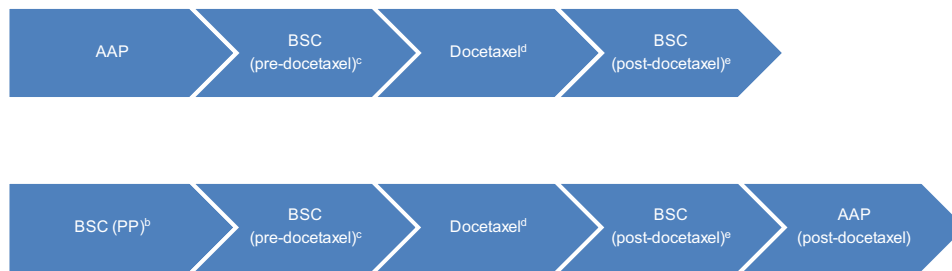 AAP
BSC
(pre-docetaxel)c
Docetaxeld
BSC
(post-docetaxel)e
BSC (PP)b
BSC
(pre-docetaxel)c
Docetaxeld
BSC
(post-docetaxel)e
AAP
(post-docetaxel)